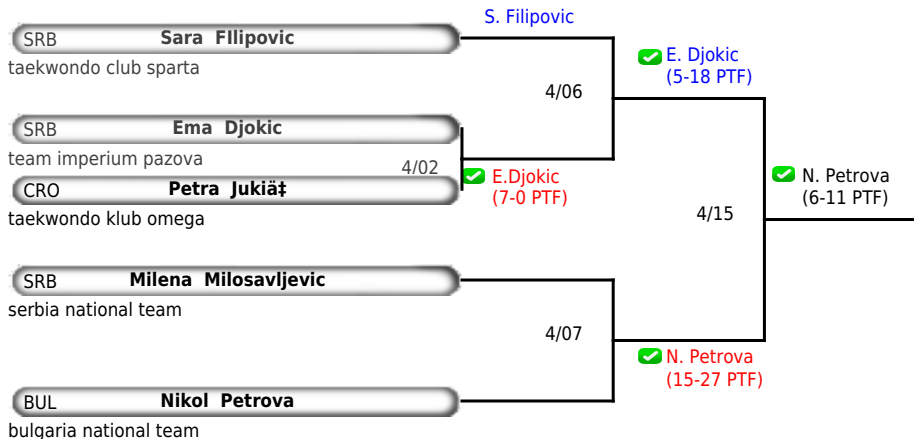 S. Filipovic
SRB Sara FIlipovic
taekwondo club sparta
E. Djokic
(5-18 PTF)
4/06
SRB Ema Djokic
team imperium pazova
4/02
E.Djokic
(7-0 PTF)
CRO Petra Jukiä‡
taekwondo klub omega
N. Petrova
(6-11 PTF)
4/15
SRB Milena Milosavljevic
serbia national team
4/07
N. Petrova
(15-27 PTF)
BUL Nikol Petrova
bulgaria national team